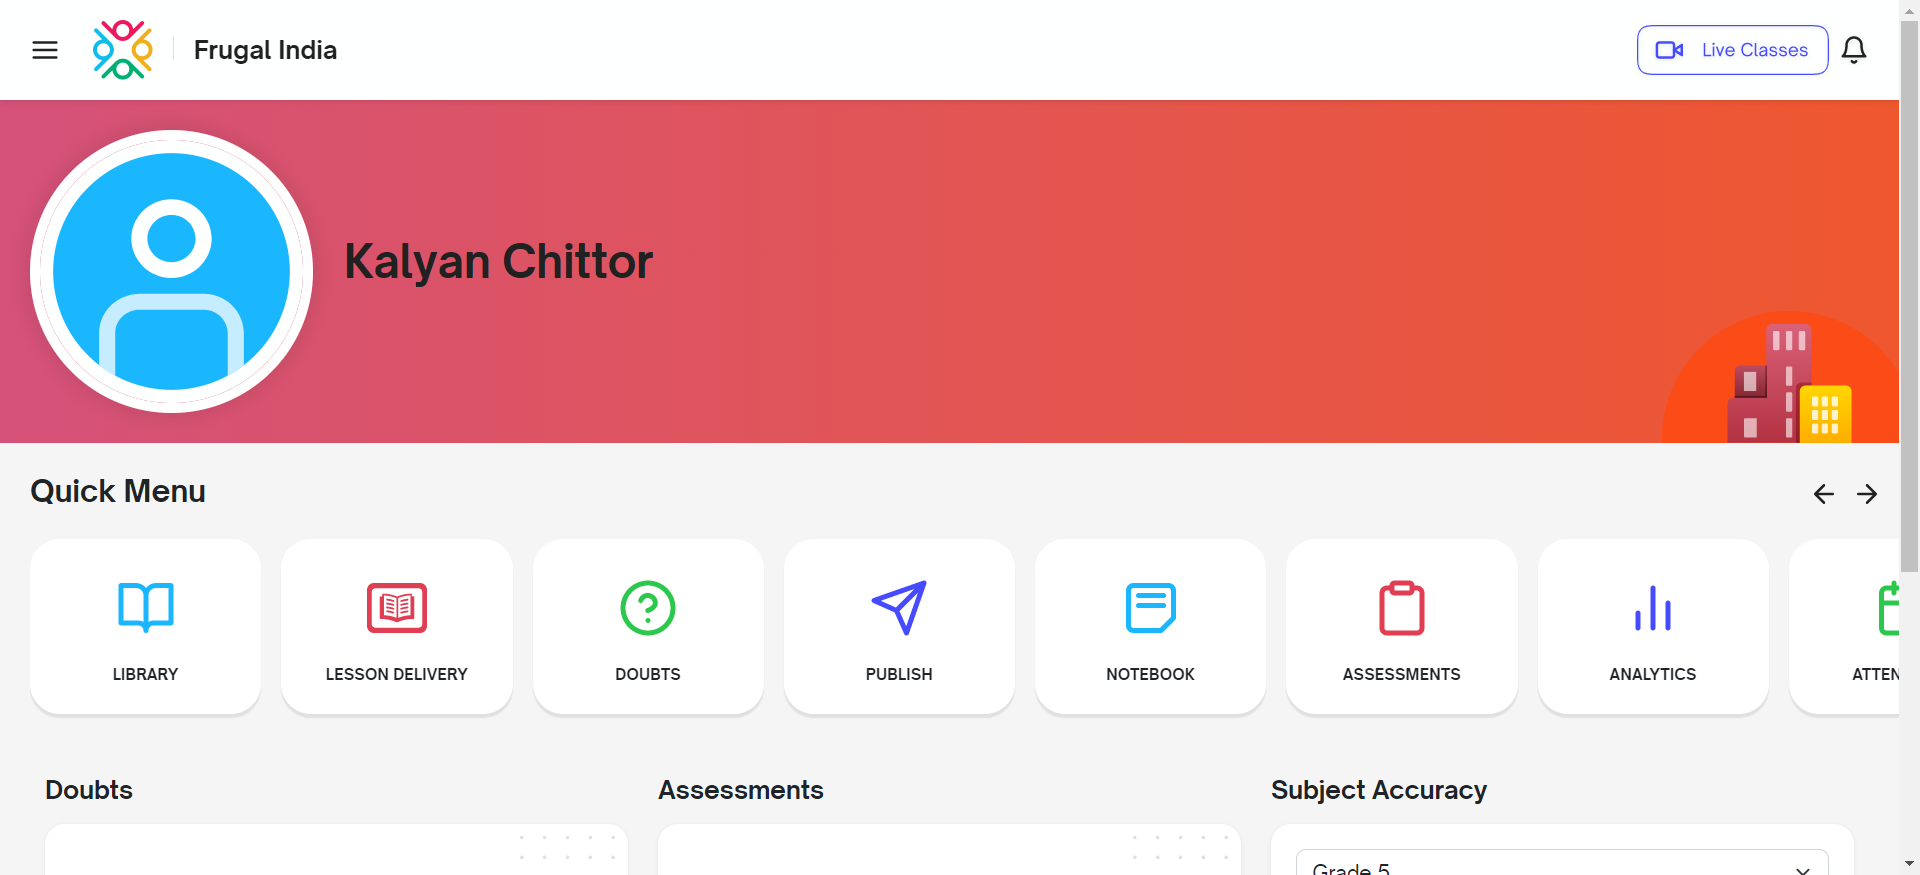 Frugal India
Live Classes
Kalyan Chittor
Quick Menu
LIBRARY
LESSON DELIVERY
DOUBTS
PUBLISH
NOTEBOOK
ASSESSMENTS
ANALYTICS
ATTEN
Doubts
Assessments
Subject Accuracy
Grade 5